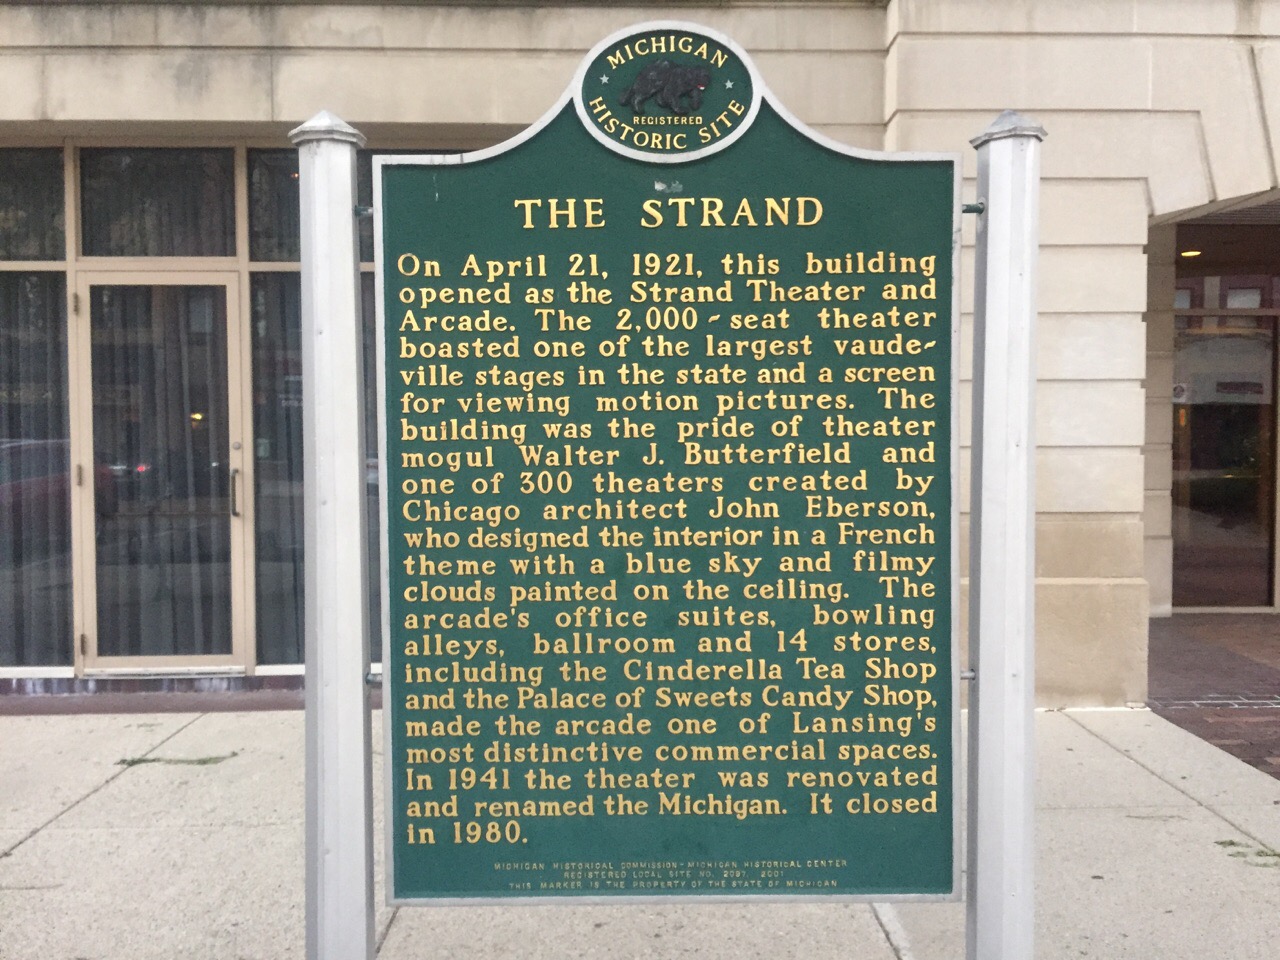 MICHIGAN
REGISTERED
HISTORIC SITE
THE STRAND
On April 21, 1921, this building
opened as the Strand Theater and
Arcade. The 2,000-seat theater
boasted one of the largest vaude-
ville stages in the state and a screen
for viewing motion pictures. The
building was the pride of theater
mogul Walter J. Butterfield and
one of 300 theaters created by
Chicago architect John Eberson,
who designed the interior in a French
theme with a blue sky and filmy
clouds painted on the ceiling. The
arcade's office suites, bowling
alleys, ballroom and 14 stores,
including the Cinderella Tea Shop
and the Palace of Sweets Candy Shop,
made the arcade one of Lansing's
most distinctive commercial spaces.
In 1941 the theater was renovated
and renamed the Michigan. It closed
in 1980.
MICHIGAN HISTORICAL COMMISSION-MICHIGAN HISTORICAL CENTER
REGISTERED LOCAL SITE NO. 2097, 2001
THIS MARKER IS THE PROPERTY OF THE STATE OF MICHIGAN